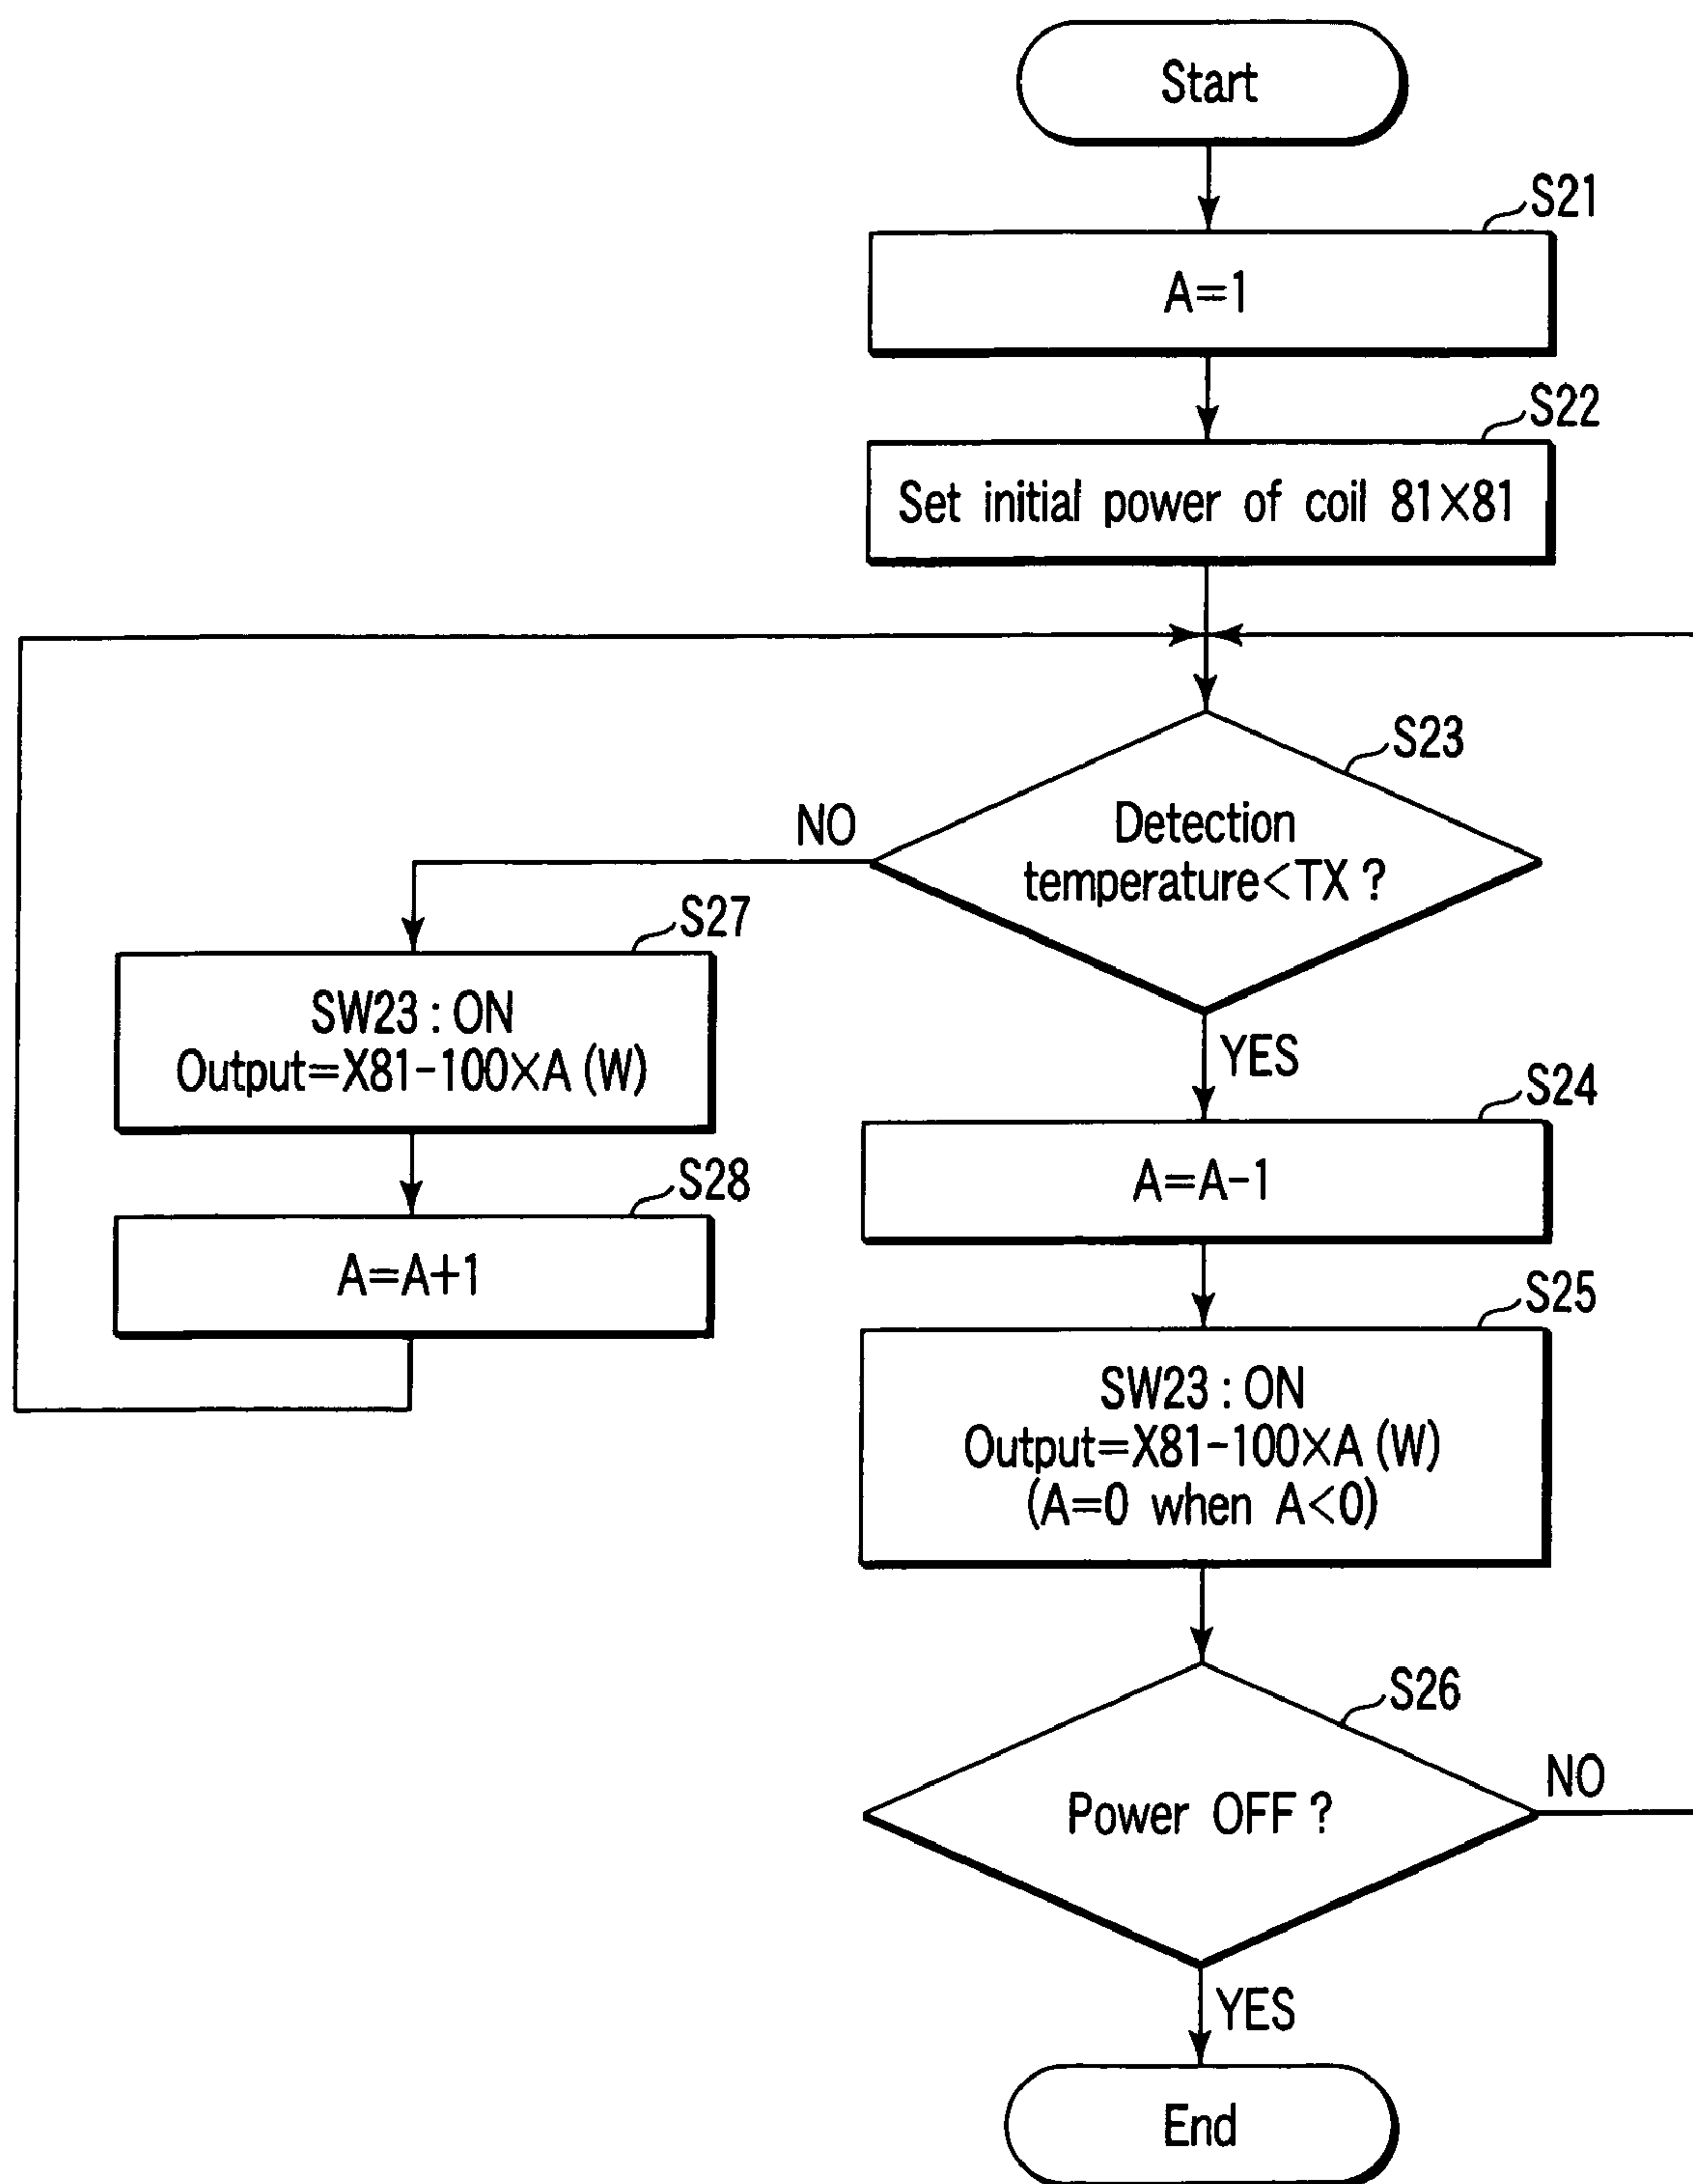 Start
S21
A=1
S22
Set initial power of coil 81×81
S23
Detection
temperature<TX ?
NO
YES
S27
SW23 : ON
Output=X81-100×A (W)
S28
A=A+1
S24
A=A-1
S25
SW23 : ON
Output=X81-100×A (W)
(A=0 when A<0)
S26
Power OFF ?
NO
YES
End